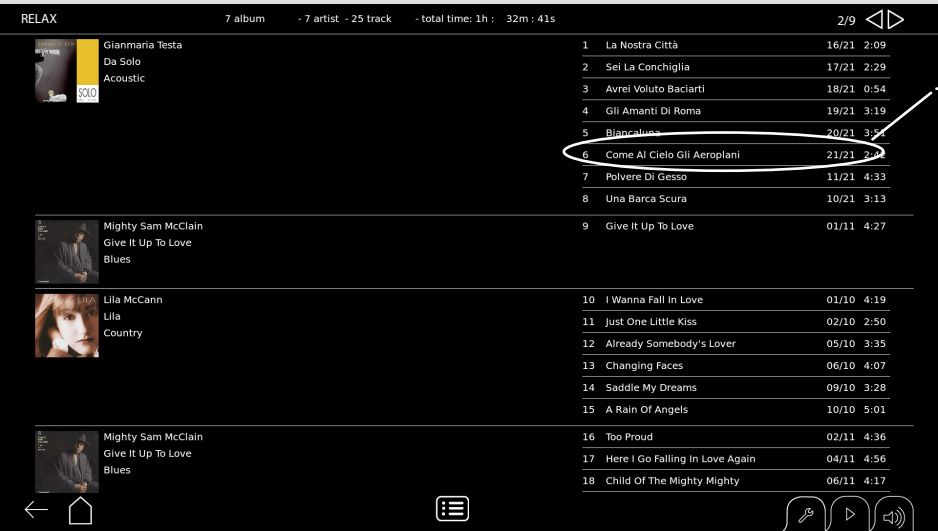 RELAX 7 album - 7 artist - 25 track - total time: 1h : 32m : 41s 2/9
Gianmaria Testa
Da Solo
Acoustic
SOLO
1 La Nostra Città 16/21 2:09
2 Sei La Conchiglia 17/21 2:29
3 Avrei Voluto Baciarti 18/21 0:54
4 Gli Amanti Di Roma 19/21 3:19
5 Biancaluna 20/21 3:51
6 Come Al Cielo Gli Aeroplani 21/21 2:42
7 Polvere Di Gesso 11/21 4:33
8 Una Barca Scura 10/21 3:13
Mighty Sam McClain
Give It Up To Love
Blues
9 Give It Up To Love 01/11 4:27
Lila McCann
Lila
Country
LILA
10 I Wanna Fall In Love 01/10 4:19
11 Just One Little Kiss 02/10 2:50
12 Already Somebody's Lover 05/10 3:35
13 Changing Faces 06/10 4:07
14 Saddle My Dreams 09/10 3:28
15 A Rain Of Angels 10/10 5:01
Mighty Sam McClain
Give It Up To Love
Blues
16 Too Proud 02/11 4:36
17 Here I Go Falling In Love Again 04/11 4:56
18 Child Of The Mighty Mighty 06/11 4:17